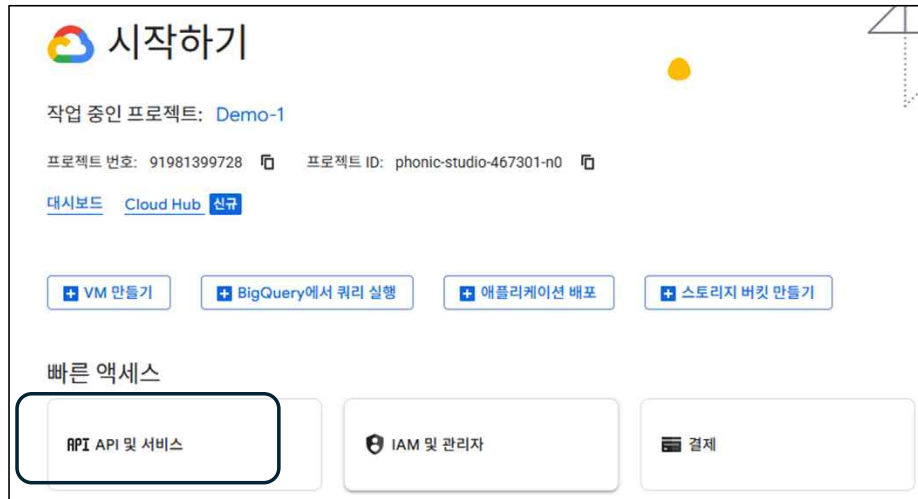 시작하기
작업 중인 프로젝트: Demo-1
프로젝트 번호: 91981399728 프로젝트 ID: phonic-studio-467301-n0
대시보드 Cloud Hub 신규
VM 만들기 BigQuery에서 쿼리 실행 애플리케이션 배포 스토리지 버킷 만들기
빠른 액세스
API API 및 서비스 IAM 및 관리자 결제